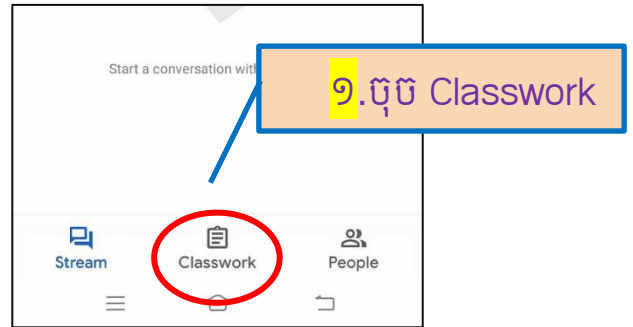 Start a conversation with
១.ចុច Classwork
Stream
Classwork
People